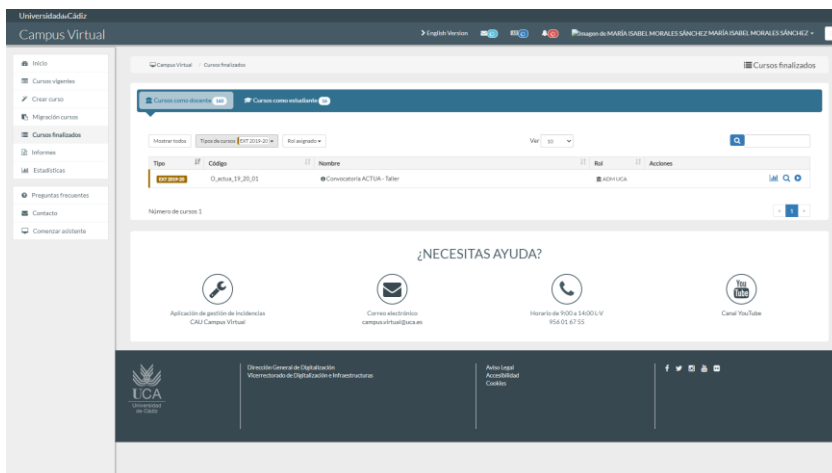 Universidad de Cádiz
Campus Virtual
English Version
Imagen de MARÍA ISABEL MORALES SÁNCHEZ MARÍA ISABEL MORALES SÁNCHEZ
Inicio
Cursos vigentes
Crear curso
Migración cursos
Cursos finalizados
Informes
Estadísticas
Preguntas frecuentes
Contacto
Comenzar asistente
Campus Virtual / Cursos finalizados
Cursos finalizados
Cursos como docente
Cursos como estudiante
Mostrar todos
Tipos de cursos EXT 2019-20
Rol asignado
Ver 10
Tipo Código Nombre Rol Acciones
EXT 2019-20 O_actua_19_20_01 Convocatoria ACTUA - Taller ADM UCA
Número de cursos 1
« 1 »
¿NECESITAS AYUDA?
Aplicación de gestión de incidencias
CAU Campus Virtual
Correo electrónico
campus.virtual@uca.es
Horario de 9:00 a 14:00 L-V
956 01 67 55
You Tube
Canal YouTube
UCA
Universidad
de Cádiz
Dirección General de Digitalización
Vicerrectorado de Digitalización e Infraestructuras
Aviso Legal
Accesibilidad
Cookies